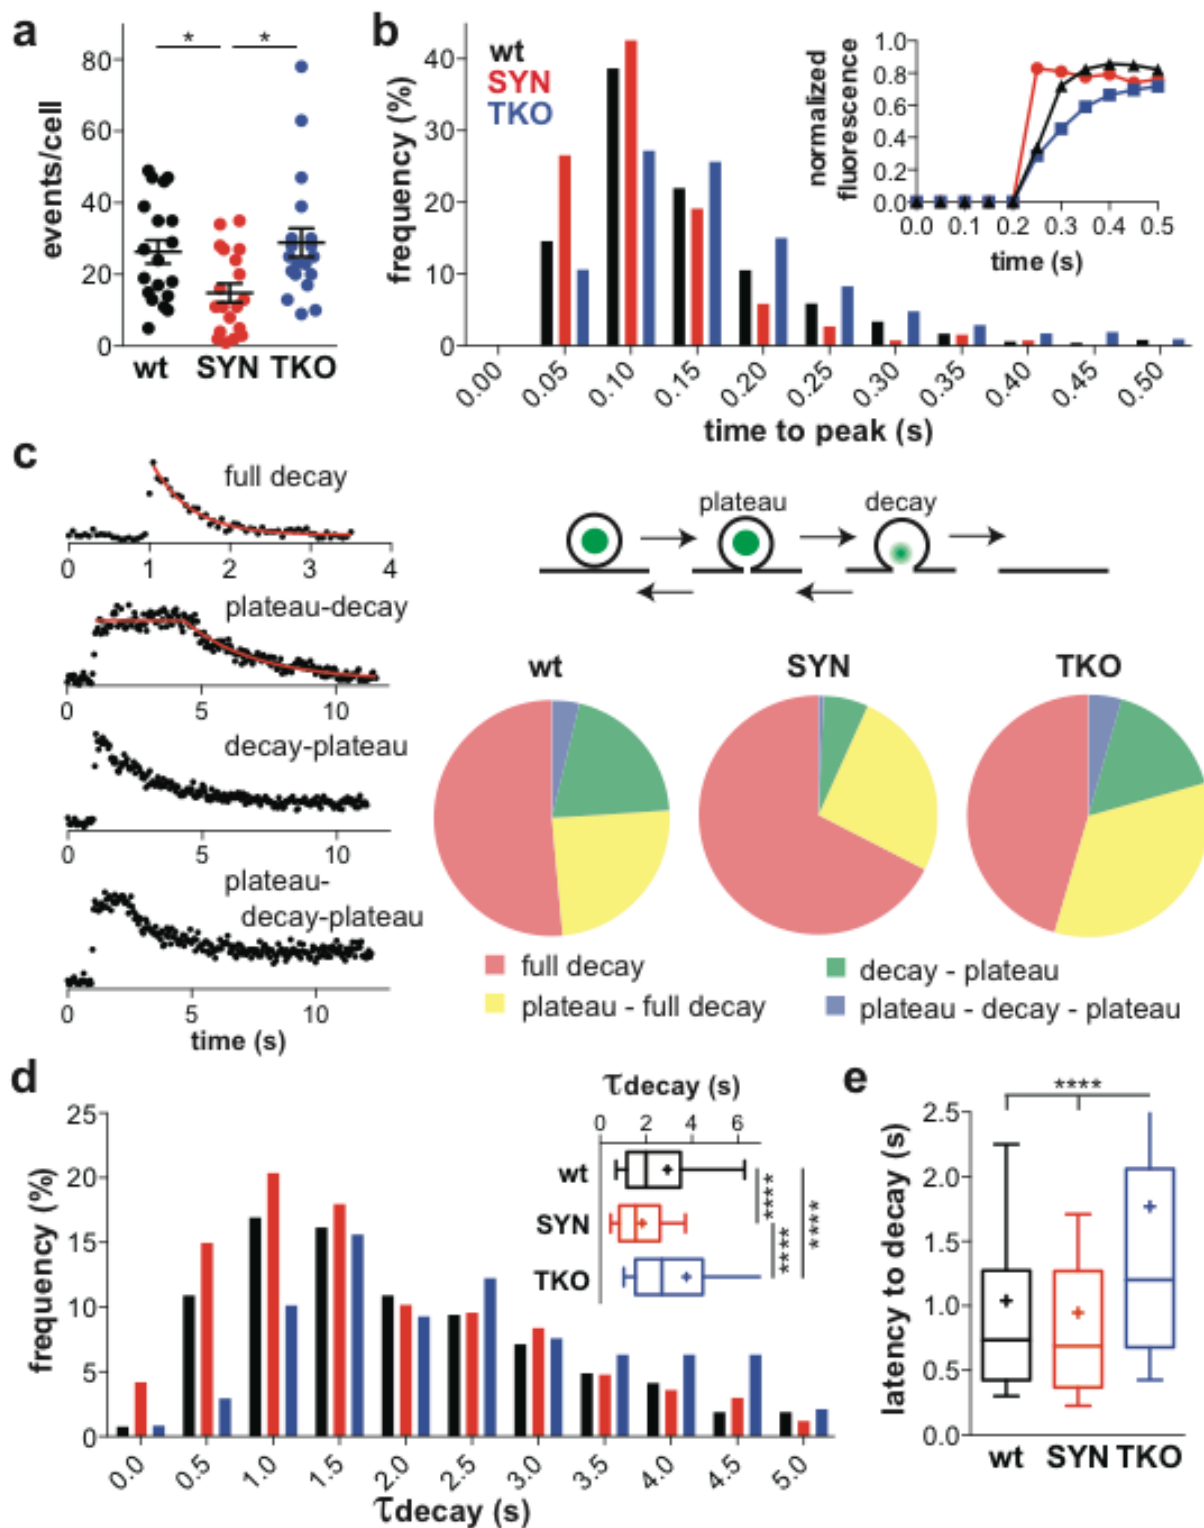 a
events/cell
80
60
40
20
0
* *
wt SYN TKO
b
wt
SYN
TKO
frequency (%)
40
30
20
10
0
0.00 0.05 0.10 0.15 0.20 0.25 0.30 0.35 0.40 0.45 0.50
time to peak (s)
normalized
fluorescence
1.0
0.8
0.6
0.4
0.2
0.0
0.0 0.1 0.2 0.3 0.4 0.5
time (s)
c
full decay
0 1 2 3 4
plateau-decay
0 5 10
decay-plateau
0 5 10
plateau-
decay-plateau
0 5 10
time (s)
plateau decay
wt SYN TKO
full decay
plateau - full decay
decay - plateau
plateau - decay - plateau
d
frequency (%)
25
20
15
10
5
0
0.0 0.5 1.0 1.5 2.0 2.5 3.0 3.5 4.0 4.5 5.0
τdecay (s)
τdecay (s)
0 2 4 6
wt
SYN
TKO
****
****
****
e
****
latency to decay (s)
2.5
2.0
1.5
1.0
0.5
0.0
wt SYN TKO